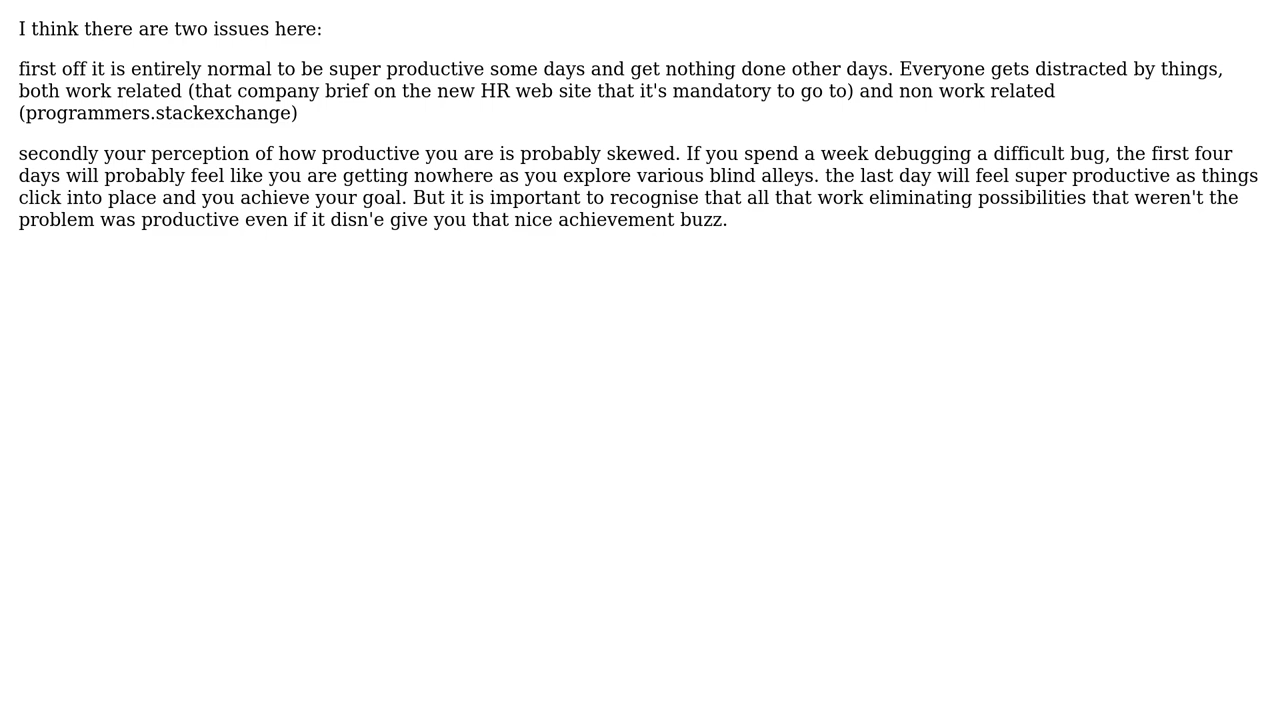 I think there are two issues here:
first off it is entirely normal to be super productive some days and get nothing done other days. Everyone gets distracted by things,
both work related (that company brief on the new HR web site that it's mandatory to go to) and non work related
(programmers.stackexchange)
secondly your perception of how productive you are is probably skewed. If you spend a week debugging a difficult bug, the first four
days will probably feel like you are getting nowhere as you explore various blind alleys. the last day will feel super productive as things
click into place and you achieve your goal. But it is important to recognise that all that work eliminating possibilities that weren't the
problem was productive even if it disn'e give you that nice achievement buzz.